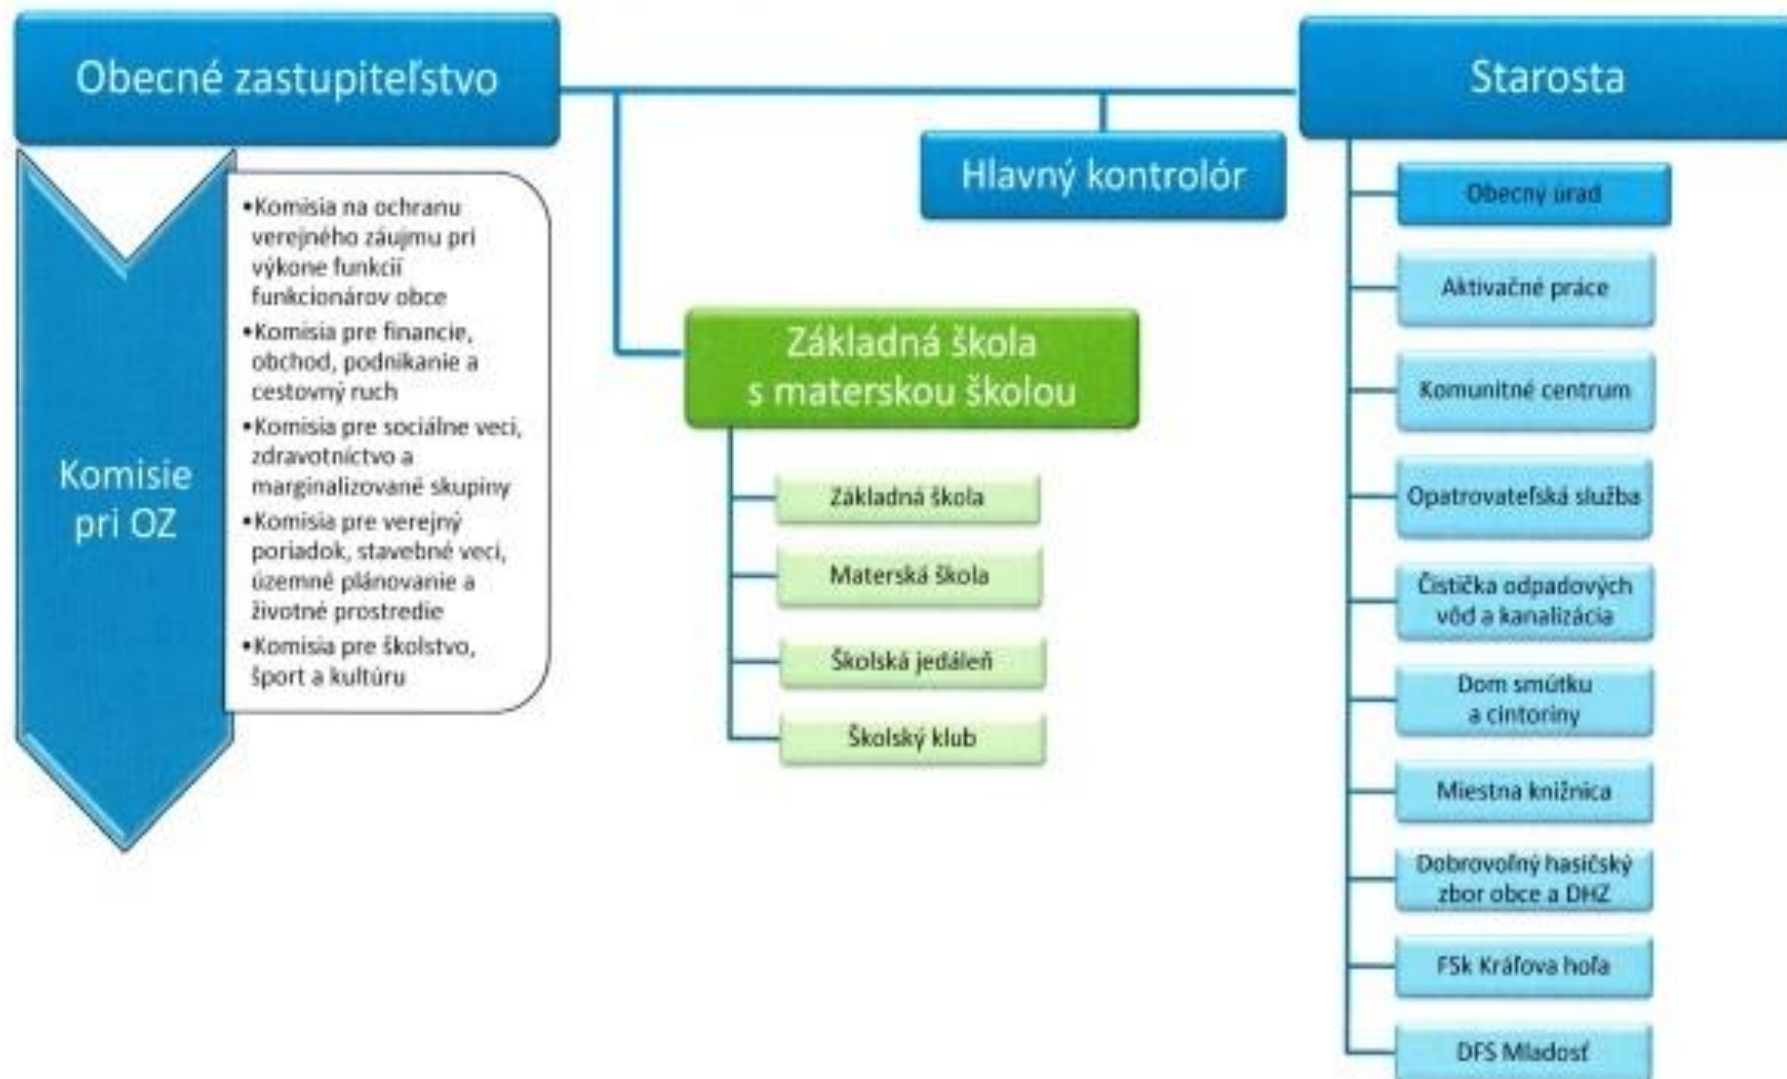 Obecné zastupiteľstvo
Starosta
Hlavný kontrolór
Komisie
pri OZ
•Komisia na ochranu
verejného záujmu pri
výkone funkcií
funkcionárov obce
•Komisia pre financie,
obchod, podnikanie a
cestovný ruch
•Komisia pre sociálne veci,
zdravotníctvo a
marginalizované skupiny
•Komisia pre verejný
poriadok, stavebné veci,
územné plánovanie a
životné prostredie
•Komisia pre školstvo,
šport a kultúru
Základná škola
s materskou školou
Základná škola
Materská škola
Školská jedáleň
Školský klub
Obecný úrad
Aktivačné práce
Komunitné centrum
Opatrovateľská služba
Čistička odpadových
vôd a kanalizácia
Dom smútku
a cintoríny
Miestna knižnica
Dobrovoľný hasičský
zbor obce a DHZ
FSk Kráľova hoľa
DFS Mladosť